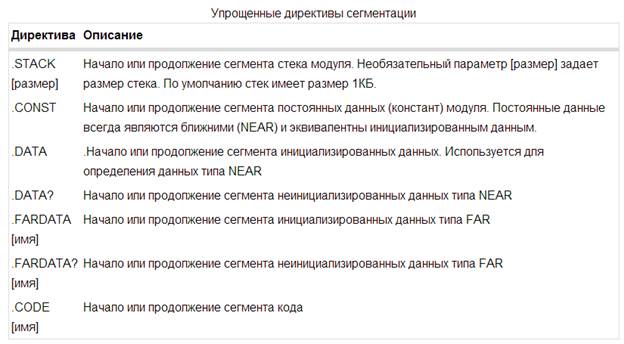 Упрощенные директивы сегментации
Директива Описание
.STACK Начало или продолжение сегмента стека модуля. Необязательный параметр [размер] задает
[размер] размер стека. По умолчанию стек имеет размер 1КБ.
.CONST Начало или продолжение сегмента постоянных данных (констант) модуля. Постоянные данные
всегда являются ближними (NEAR) и эквивалентны инициализированным данным.
.DATA .Начало или продолжение сегмента инициализированных данных. Используется для
определения данных типа NEAR
.DATA? Начало или продолжение сегмента неинициализированных данных типа NEAR
.FARDATA Начало или продолжение сегмента инициализированных данных типа FAR
[имя]
.FARDATA? Начало или продолжение сегмента неинициализированных данных типа FAR
[имя]
.CODE Начало или продолжение сегмента кода
[имя]